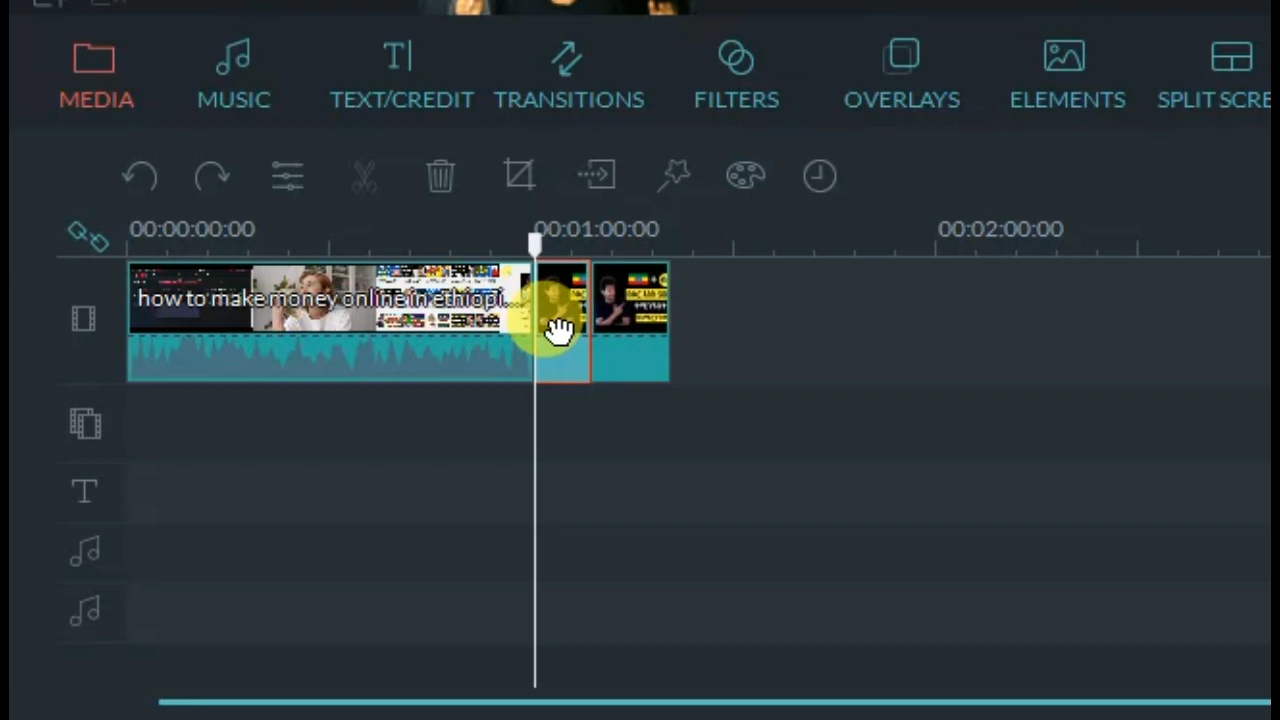 MEDIA MUSIC TEXT/CREDIT TRANSITIONS FILTERS OVERLAYS ELEMENTS SPLIT SCRE
00:00:00:00 00:01:00:00 00:02:00:00
how to make money online in ethiopi...
T